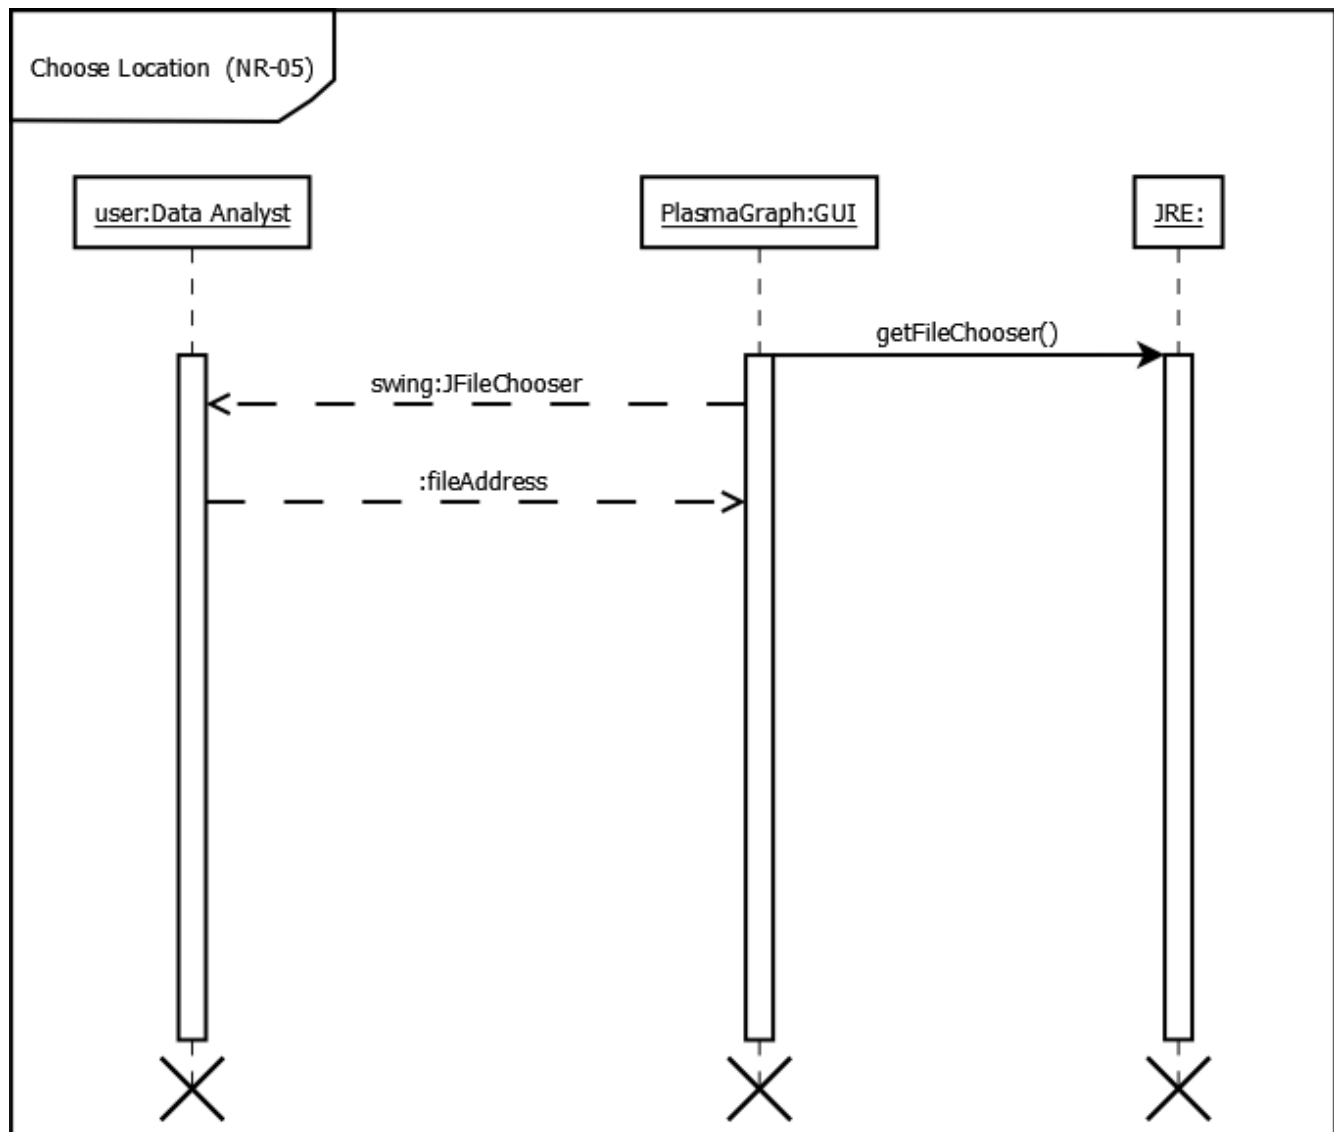 Choose Location (NR-05)
user:Data Analyst
PlasmaGraph:GUI
JRE:
getFileChooser()
swing:JFileChooser
:fileAddress